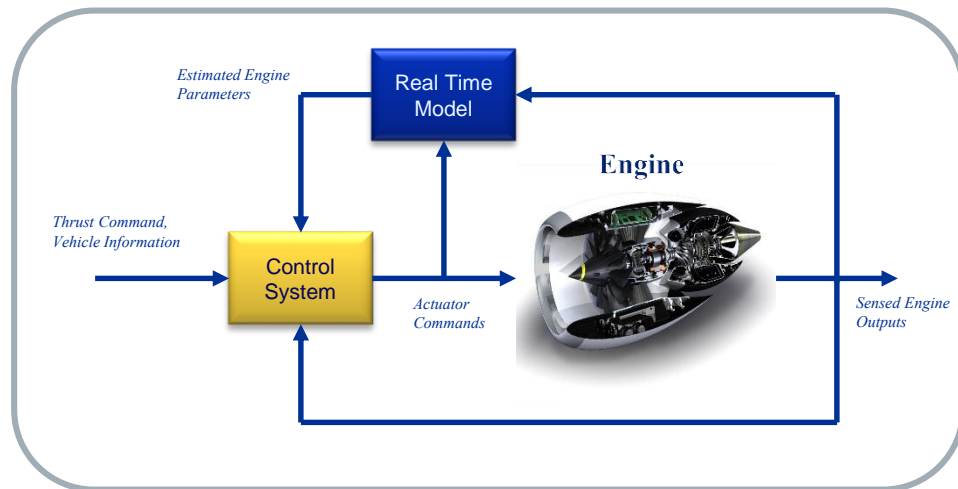 Estimated Engine
Parameters
Real Time
Model
Engine
Thrust Command,
Vehicle Information
Control
System
Actuator
Commands
Sensed Engine
Outputs